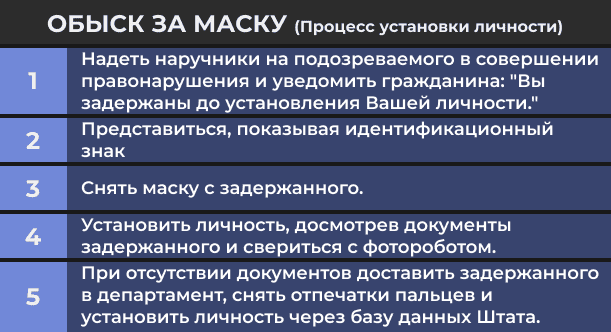 ОБЫСК ЗА МАСКУ (Процесс установки личности)
1
Надеть наручники на подозреваемого в совершении
правонарушения и уведомить гражданина: "Вы
задержаны до установления Вашей личности."
2
Представиться, показывая идентификационный
знак
3
Снять маску с задержанного.
4
Установить личность, досмотрев документы
задержанного и свериться с фотороботом.
5
При отсутствии документов доставить задержанного
в департамент, снять отпечатки пальцев и
установить личность через базу данных Штата.